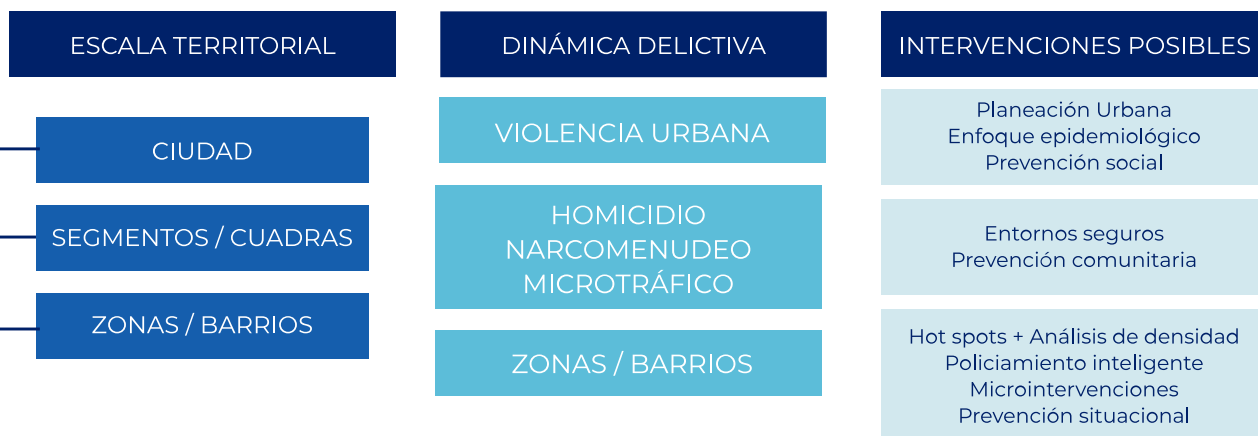 ESCALA TERRITORIAL
CIUDAD
SEGMENTOS / CUADRAS
ZONAS / BARRIOS
DINÁMICA DELICTIVA
VIOLENCIA URBANA
HOMICIDIO
NARCOMENUDEO
MICROTRÁFICO
ZONAS / BARRIOS
INTERVENCIONES POSIBLES
Planeación Urbana
Enfoque epidemiológico
Prevención social
Entornos seguros
Prevención comunitaria
Hot spots + Análisis de densidad
Policiamiento inteligente
Microintervenciones
Prevención situacional